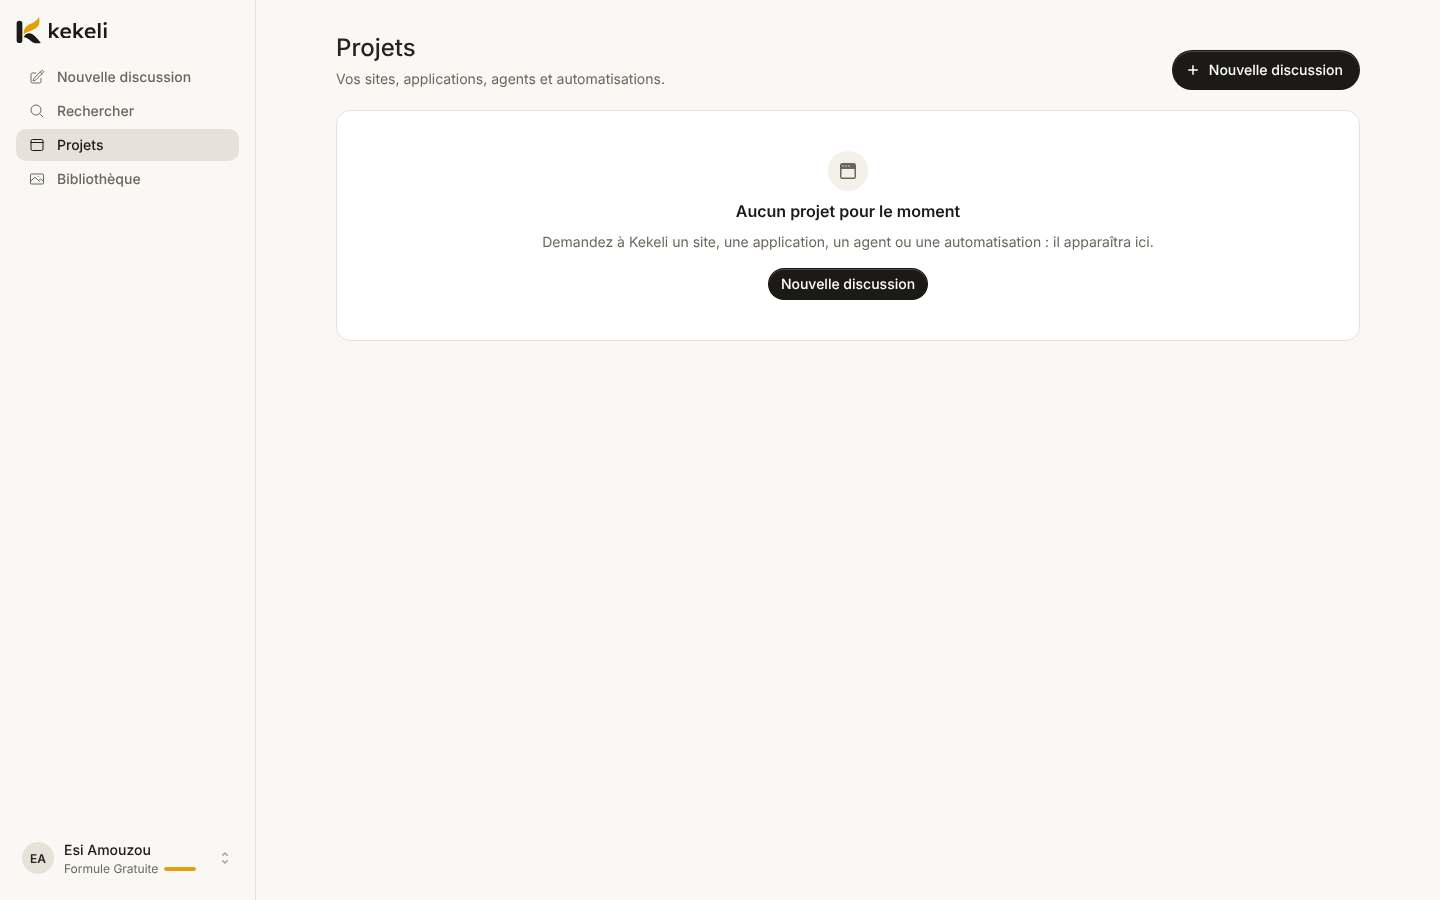 kekeli
Nouvelle discussion
Rechercher
Projets
Bibliothèque
Projets
Vos sites, applications, agents et automatisations.
+ Nouvelle discussion
Aucun projet pour le moment
Demandez à Kekeli un site, une application, un agent ou une automatisation : il apparaîtra ici.
Nouvelle discussion
EA
Esi Amouzou
Formule Gratuite